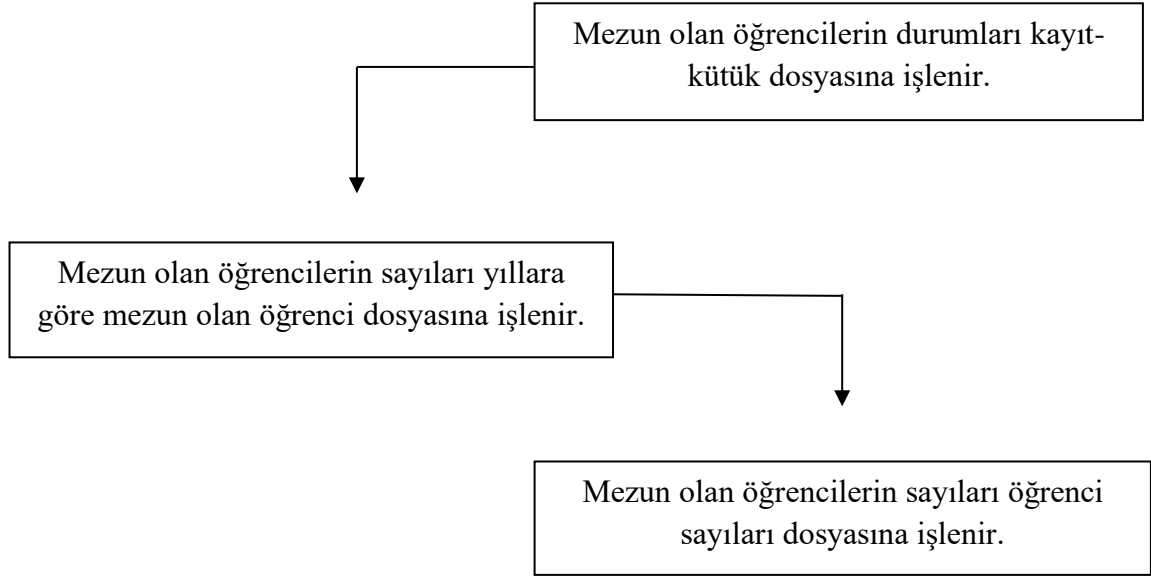 Mezun olan öğrencilerin durumları kayıt-
kütük dosyasına işlenir.
Mezun olan öğrencilerin sayıları yıllara
göre mezun olan öğrenci dosyasına işlenir.
Mezun olan öğrencilerin sayıları öğrenci
sayıları dosyasına işlenir.